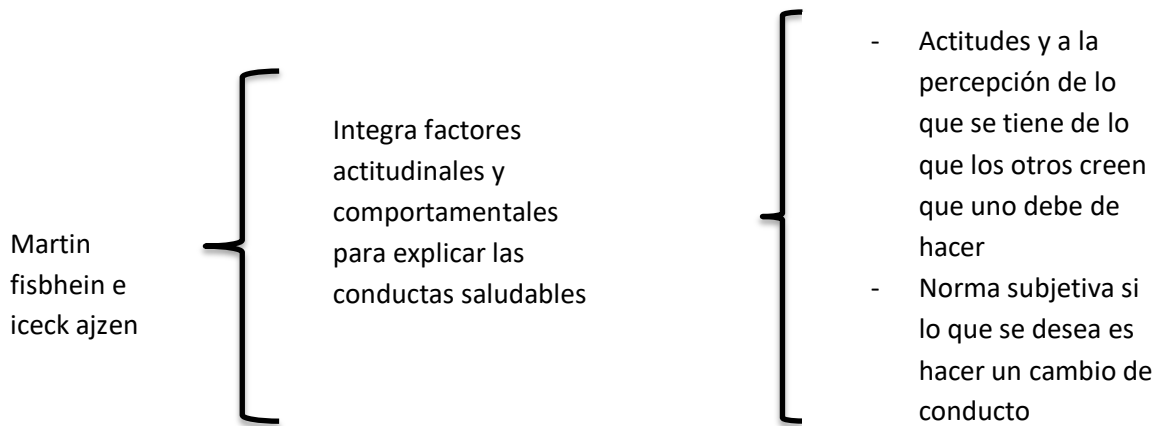 Martin
fisbhein e
iceck ajzen
Integra factores
actitudinales y
comportamentales
para explicar las
conductas saludables
- Actitudes y a la
percepción de lo
que se tiene de lo
que los otros creen
que uno debe de
hacer
- Norma subjetiva si
lo que se desea es
hacer un cambio de
conducto